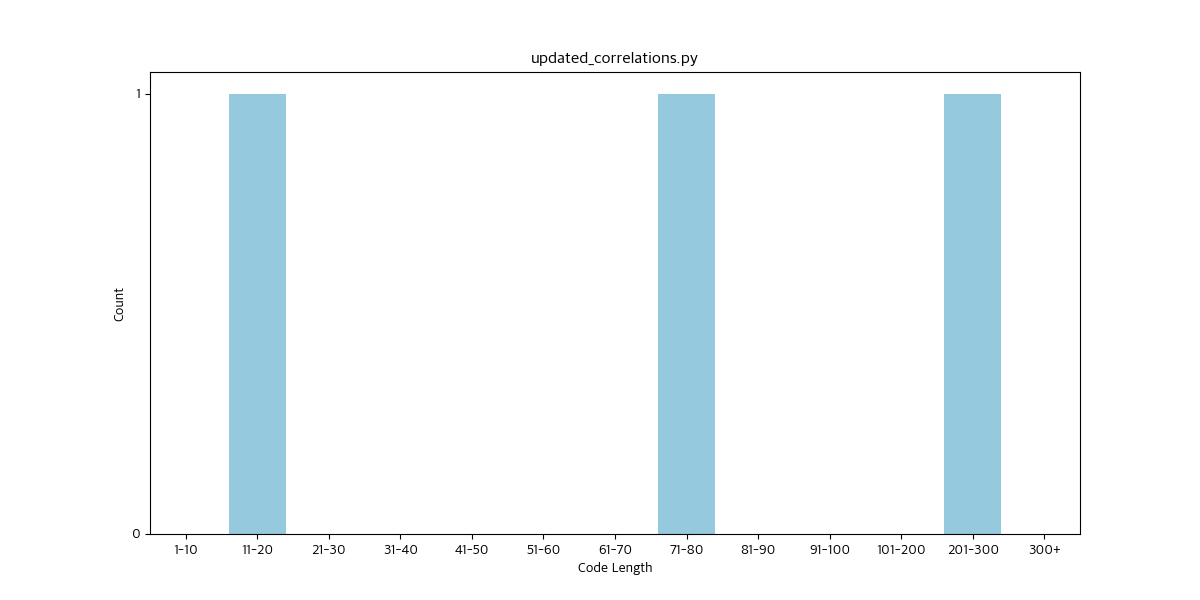 updated_correlations.py
1
0
Count
1-10 11-20 21-30 31-40 41-50 51-60 61-70 71-80 81-90 91-100 101-200 201-300 300+
Code Length